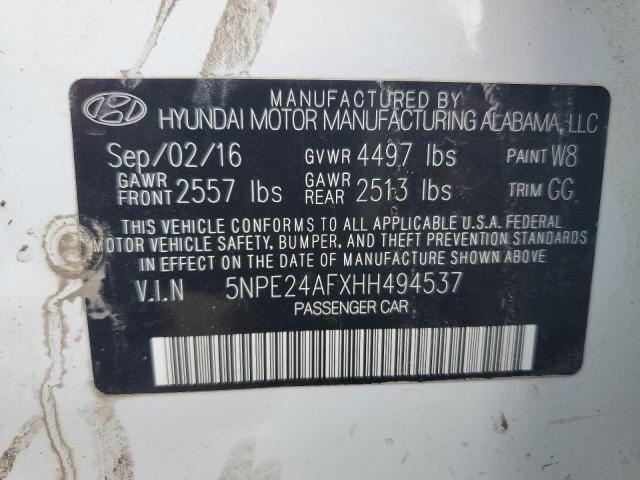 MANUFACTURED BY
HYUNDAI MOTOR MANUFACTURING ALABAMA, LLC
Sep/02/16 GVWR 4497 lbs PAINT W8
GAWR FRONT 2557 lbs GAWR REAR 2513 lbs TRIM GG
THIS VEHICLE CONFORMS TO ALL APPLICABLE U.S.A. FEDERAL
MOTOR VEHICLE SAFETY, BUMPER, AND THEFT PREVENTION STANDARDS
IN EFFECT ON THE DATE OF MANUFACTURE SHOWN ABOVE.
V.I.N 5NPE24AFXHH494537
PASSENGER CAR